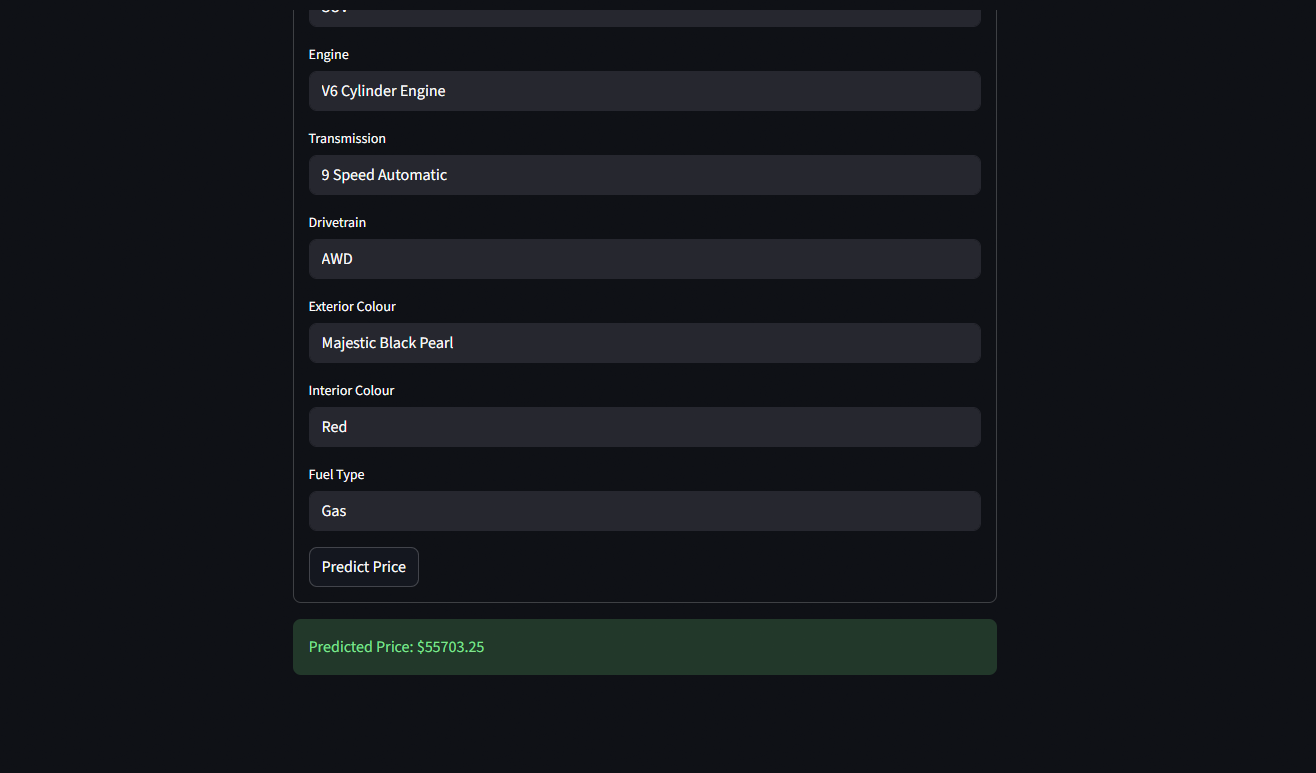 Engine
V6 Cylinder Engine
Transmission
9 Speed Automatic
Drivetrain
AWD
Exterior Colour
Majestic Black Pearl
Interior Colour
Red
Fuel Type
Gas
Predict Price
Predicted Price: $55703.25